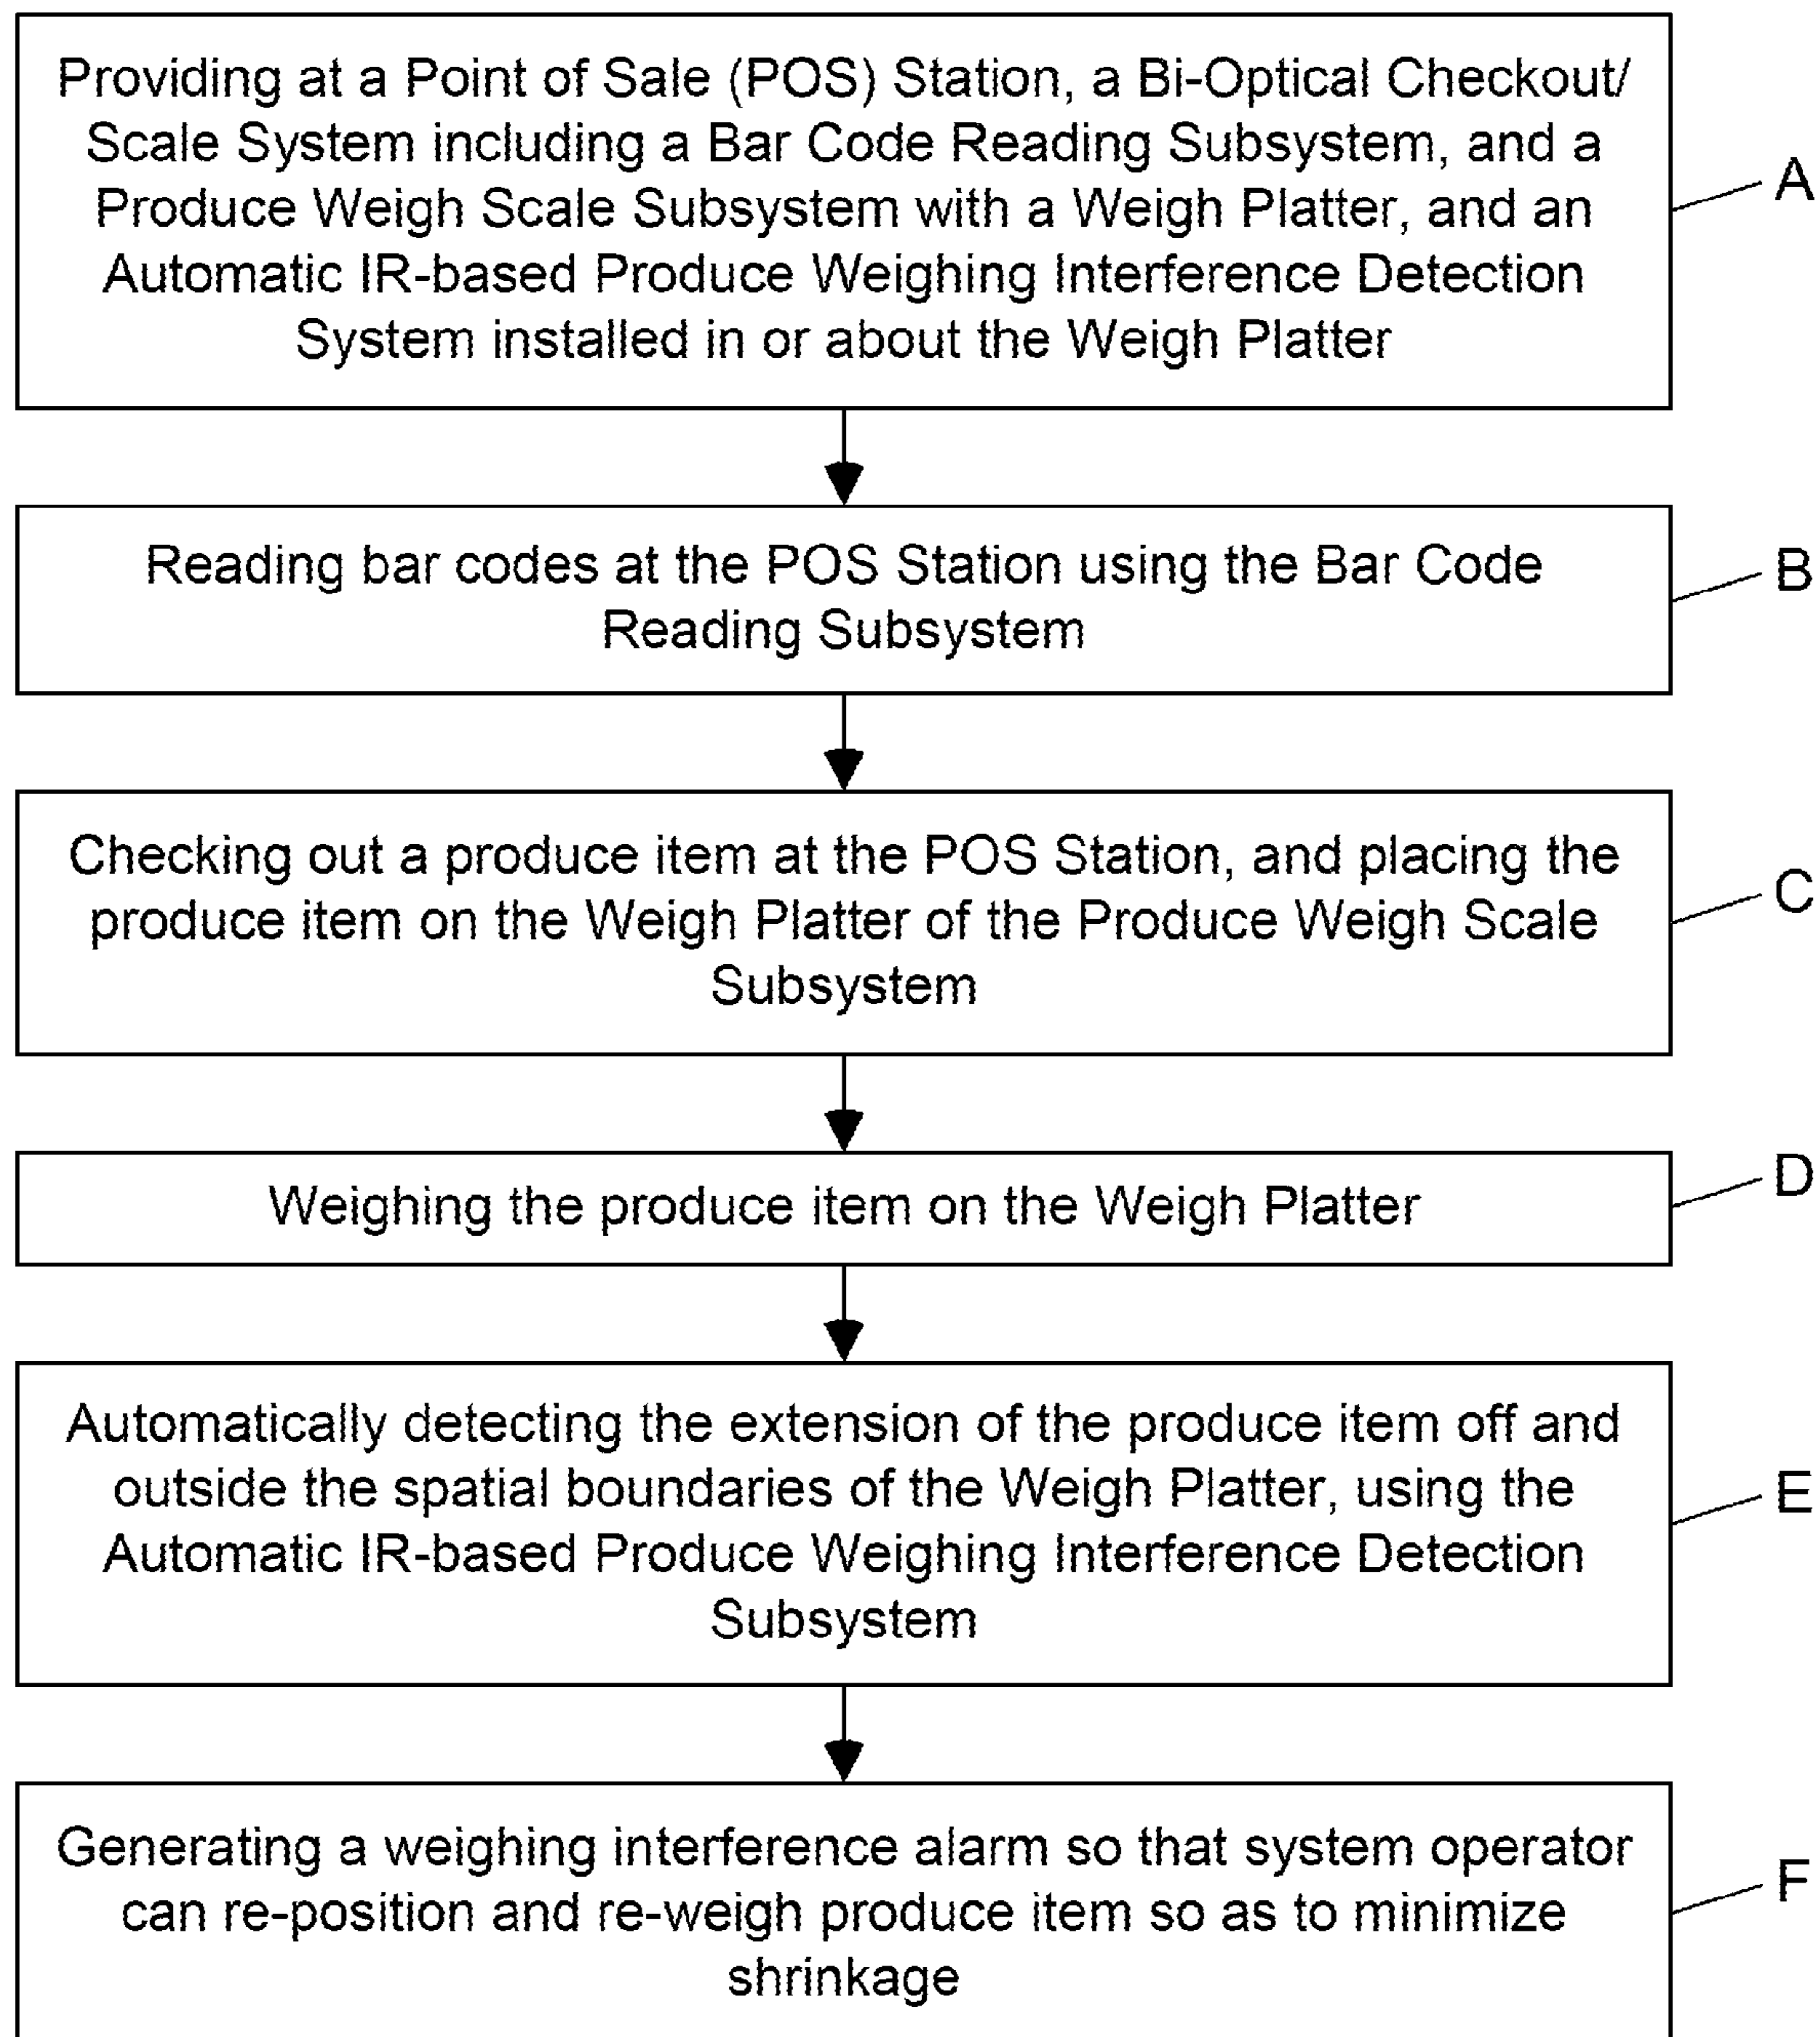 Providing at a Point of Sale (POS) Station, a Bi-Optical Checkout/
Scale System including a Bar Code Reading Subsystem, and a
Produce Weigh Scale Subsystem with a Weigh Platter, and an
Automatic IR-based Produce Weighing Interference Detection
System installed in or about the Weigh Platter
A
Reading bar codes at the POS Station using the Bar Code
Reading Subsystem
B
Checking out a produce item at the POS Station, and placing the
produce item on the Weigh Platter of the Produce Weigh Scale
Subsystem
C
Weighing the produce item on the Weigh Platter
D
Automatically detecting the extension of the produce item off and
outside the spatial boundaries of the Weigh Platter, using the
Automatic IR-based Produce Weighing Interference Detection
Subsystem
E
Generating a weighing interference alarm so that system operator
can re-position and re-weigh produce item so as to minimize
shrinkage
F